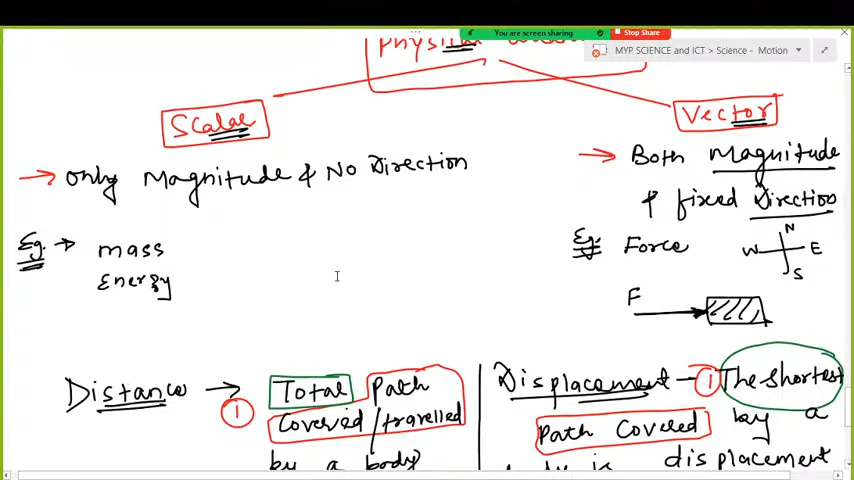 You are screen sharing
Stop Share
MYP SCIENCE and ICT > Science - Motion
Physical
Scalar
Vector
→ Only Magnitude & No Direction
→ Both Magnitude
& fixed Direction
Eg. → mass
Energy
Eg. Force
N
W E
S
F
Distance → Total Path
① Covered / travelled
by a body
Displacement - ① The Shortest
Path Covered by a
displacement